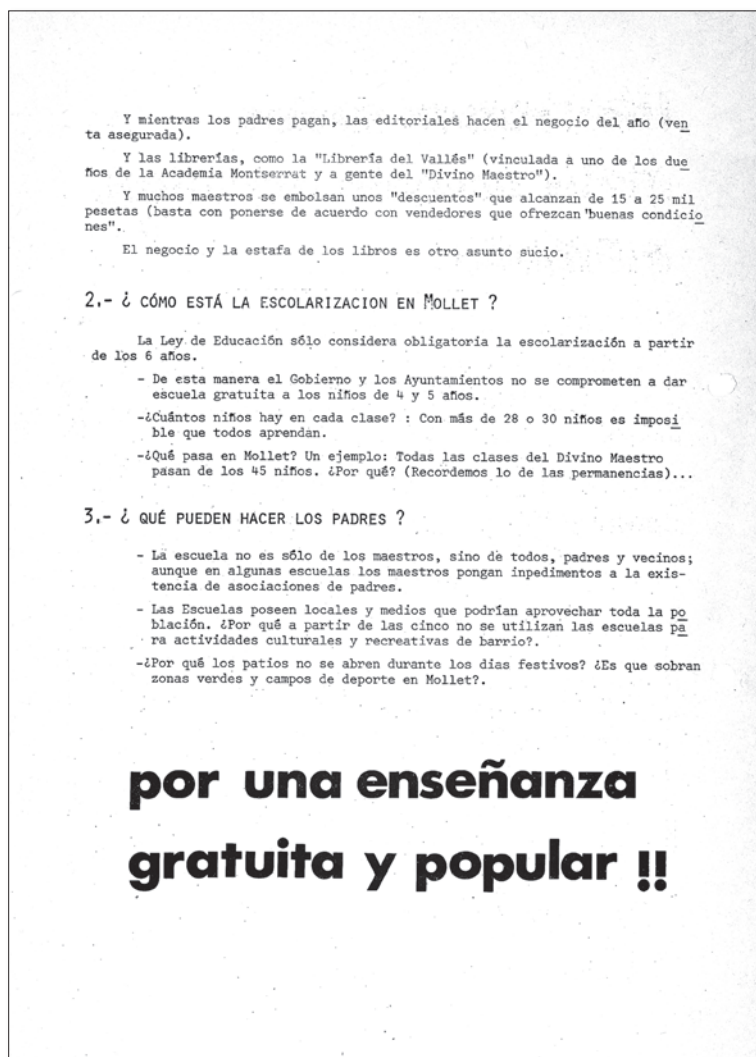 Y mientras los padres pagan, las editoriales hacen el negocio del año (ven
ta asegurada).
Y las librerías, como la "Librería del Vallés" (vinculada a uno de los due
ños de la Academia Montserrat y a gente del "Divino Maestro").
Y muchos maestros se embolsan unos "descuentos" que alcanzan de 15 a 25 mil
pesetas (basta con ponerse de acuerdo con vendedores que ofrezcan "buenas condicio
nes".
El negocio y la estafa de los libros es otro asunto sucio.
2.- ¿ CÓMO ESTÁ LA ESCOLARIZACION EN MOLLET ?
La Ley de Educación sólo considera obligatoria la escolarización a partir
de los 6 años.
- De esta manera el Gobierno y los Ayuntamientos no se comprometen a dar
escuela gratuita a los niños de 4 y 5 años.
-¿Cuántos niños hay en cada clase? : Con más de 28 o 30 niños es imposi
ble que todos aprendan.
-¿Qué pasa en Mollet? Un ejemplo: Todas las clases del Divino Maestro
pasan de los 45 niños. ¿Por qué? (Recordemos lo de las permanencias)...
3.- ¿ QUÉ PUEDEN HACER LOS PADRES ?
- La escuela no es sólo de los maestros, sino de todos, padres y vecinos;
aunque en algunas escuelas los maestros pongan inpedimentos a la exis-
tencia de asociaciones de padres.
- Las Escuelas poseen locales y medios que podrían aprovechar toda la po
blación. ¿Por qué a partir de las cinco no se utilizan las escuelas pa
ra actividades culturales y recreativas de barrio?.
-¿Por qué los patios no se abren durante los dias festivos? ¿Es que sobran
zonas verdes y campos de deporte en Mollet?.
por una enseñanza
gratuita y popular !!